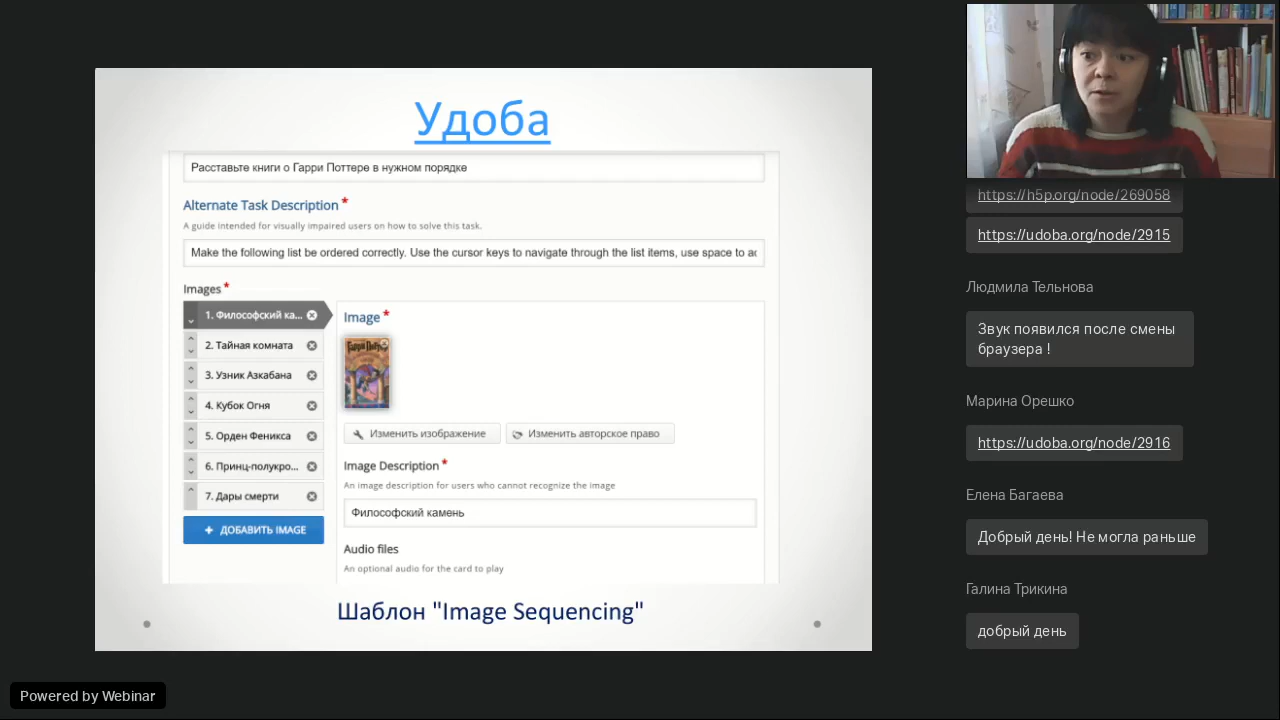 Удоба
Расставьте книги о Гарри Поттере в нужном порядке
Alternate Task Description *
A guide intended for visually impaired users on how to solve this task.
Make the following list be ordered correctly. Use the cursor keys to navigate through the list items, use space to ac
Images *
1. Философский ка...
2. Тайная комната
3. Узник Азкабана
4. Кубок Огня
5. Орден Феникса
6. Принц-полукро...
7. Дары смерти
+ ДОБАВИТЬ IMAGE
Image *
Гарри Поттер
Изменить изображение
Изменить авторское право
Image Description *
An image description for users who cannot recognize the image
Философский камень
Audio files
An optional audio for the card to play
Шаблон "Image Sequencing"
https://h5p.org/node/269058
https://udoba.org/node/2915
Людмила Тельнова
Звук появился после смены
браузера !
Марина Орешко
https://udoba.org/node/2916
Елена Багаева
Добрый день! Не могла раньше
Галина Трикина
добрый день
Powered by Webinar